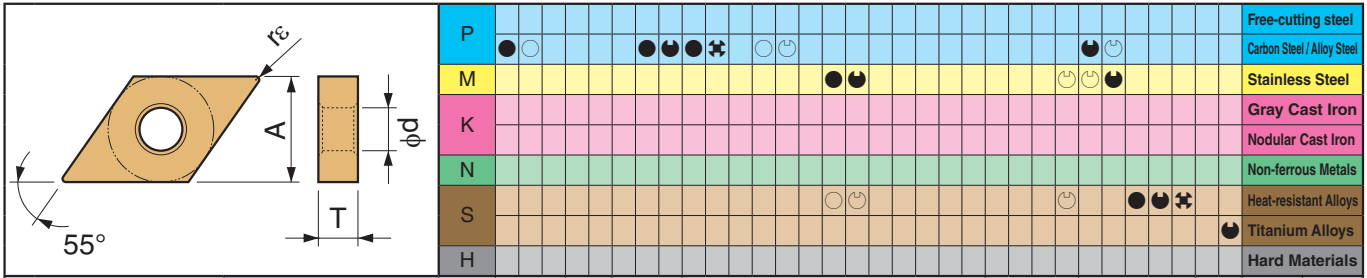 rε
A
ϕd
T
55°
P
Free-cutting steel
Carbon Steel / Alloy Steel
M
Stainless Steel
K
Gray Cast Iron
Nodular Cast Iron
N
Non-ferrous Metals
S
Heat-resistant Alloys
Titanium Alloys
H
Hard Materials